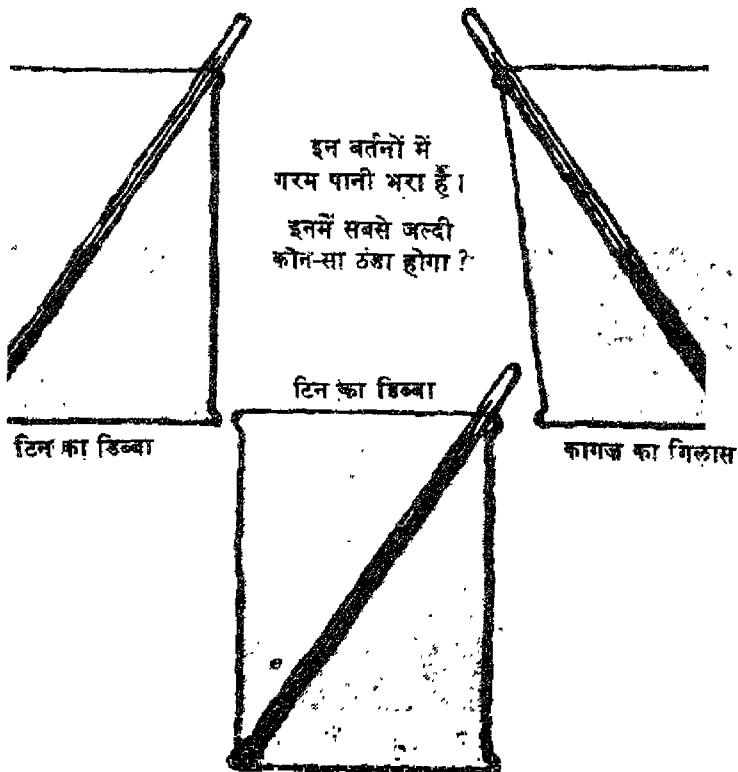 इन बर्तनों में
गरम पानी भरा है।
इनमें सबसे जल्दी
कौन-सा ठंडा होगा ?
टिन का डिब्बा
टिन का डिब्बा
कागज़ का गिलास